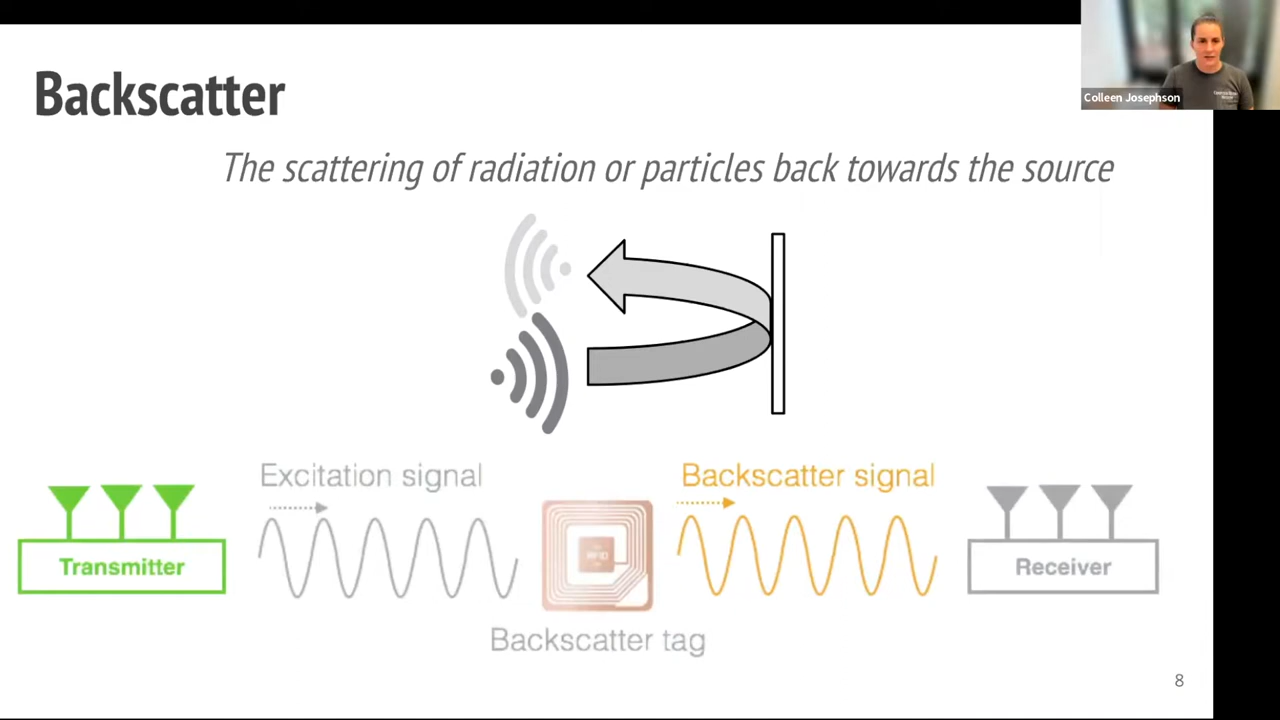 Backscatter
Colleen Josephson
The scattering of radiation or particles back towards the source
Excitation signal
Backscatter signal
Transmitter
RFID
Receiver
Backscatter tag
8